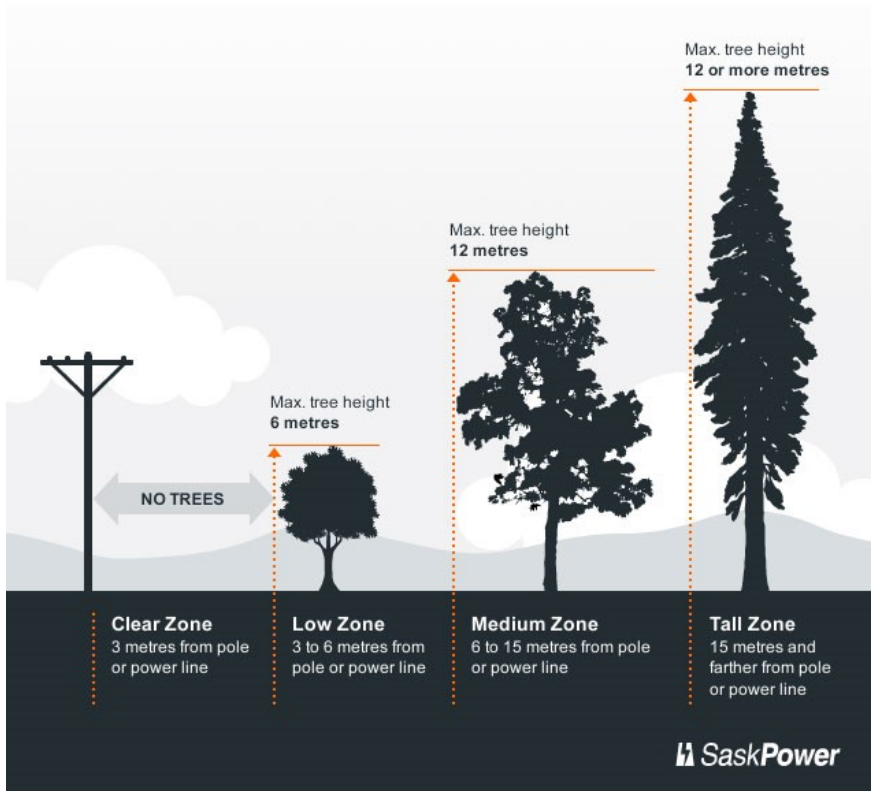 Max. tree height
12 or more metres
Max. tree height
12 metres
Max. tree height
6 metres
NO TREES
Clear Zone
3 metres from pole
or power line
Low Zone
3 to 6 metres from
pole or power line
Medium Zone
6 to 15 metres from pole
or power line
Tall Zone
15 metres and
farther from pole
or power line
SaskPower